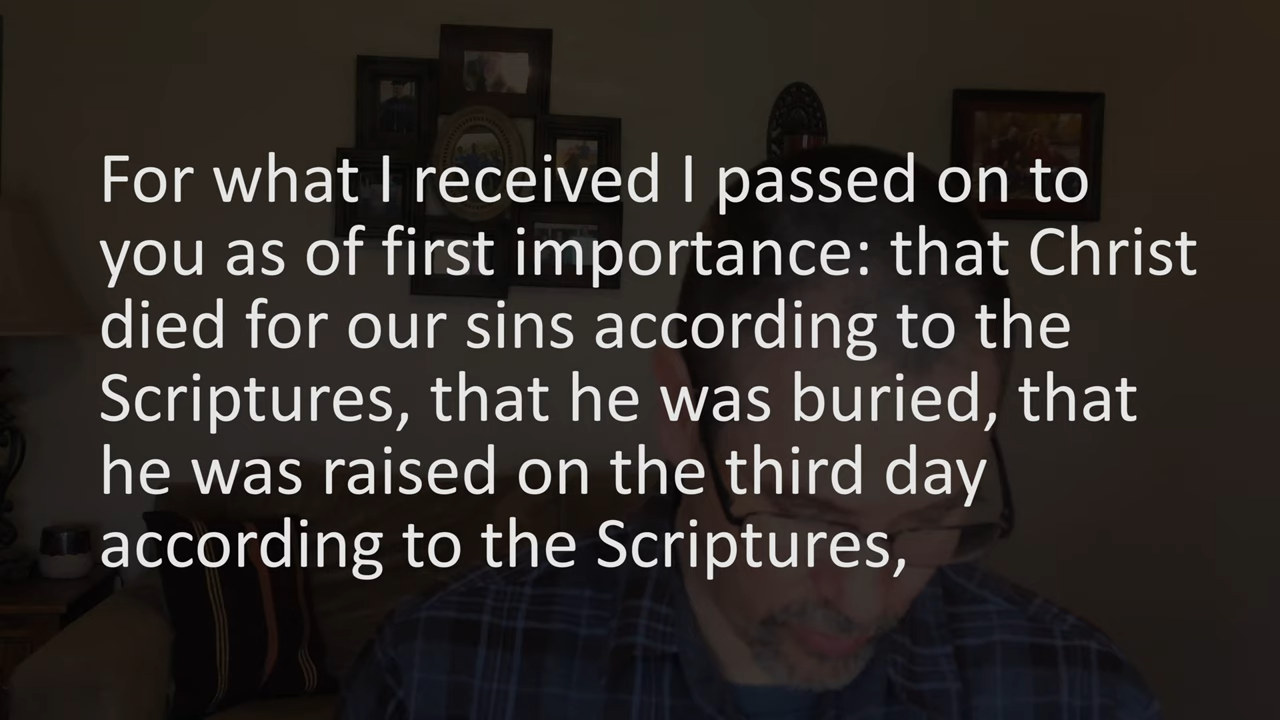 For what I received I passed on to
you as of first importance: that Christ
died for our sins according to the
Scriptures, that he was buried, that
he was raised on the third day
according to the Scriptures,